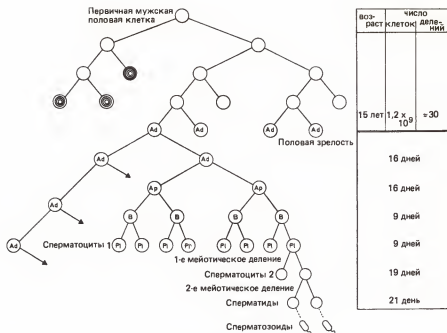 Первичная мужская
половая клетка
воз-
раст
клеток
число
деле-
ний
15 лет
1,2 х
10⁹
≈30
Ad
Ad
Ad
Половая зрелость
Ad
Ad
16 дней
Ad
Ap
Ap
16 дней
B
B
B
B
9 дней
Ad
Сперматоциты 1
Pl
Pl
Pl
Pl
Pl
Pl
Pl
Pl
9 дней
1-е мейотическое деление
Сперматоциты 2
19 дней
2-е мейотическое деление
Сперматиды
21 день
Сперматозоиды